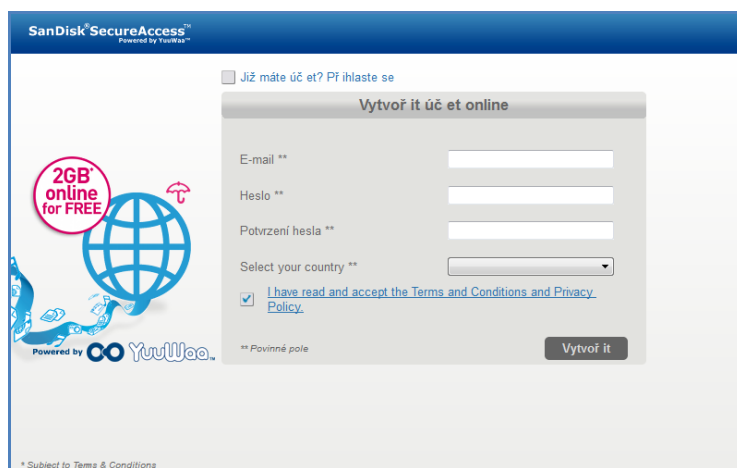 SanDisk®SecureAccess™
Powered by YuuWaa™
Již máte úč et? Př ihlaste se
Vytvoř it úč et online
E-mail **
Heslo **
Potvrzení hesla **
Select your country **
I have read and accept the Terms and Conditions and Privacy
Policy.
** Povinné pole
Vytvoř it
2GB*
online
for FREE
Powered by YuuWaa™
* Subject to Terms & Conditions